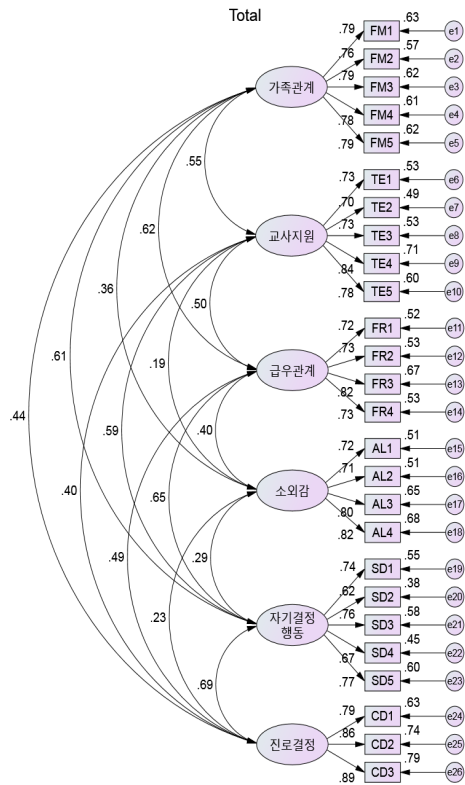 Total
.79 FM1 .63 e1
.76 FM2 .57 e2
.79 FM3 .62 e3
.78 FM4 .61 e4
.79 FM5 .62 e5
가족관계
.55
.73 TE1 .53 e6
.70 TE2 .49 e7
.73 TE3 .53 e8
.84 TE4 .71 e9
.78 TE5 .60 e10
교사지원
.62
.36
.50
.72 FR1 .52 e11
.73 FR2 .53 e12
.82 FR3 .67 e13
.73 FR4 .53 e14
급우관계
.61
.19
.44
.59
.40
.72 AL1 .51 e15
.71 AL2 .51 e16
.80 AL3 .65 e17
.82 AL4 .68 e18
소외감
.40
.65
.49
.29
.23
.74 SD1 .55 e19
.62 SD2 .38 e20
.76 SD3 .58 e21
.67 SD4 .45 e22
.77 SD5 .60 e23
자기결정
행동
.69
.79 CD1 .63 e24
.86 CD2 .74 e25
.89 CD3 .79 e26
진로결정